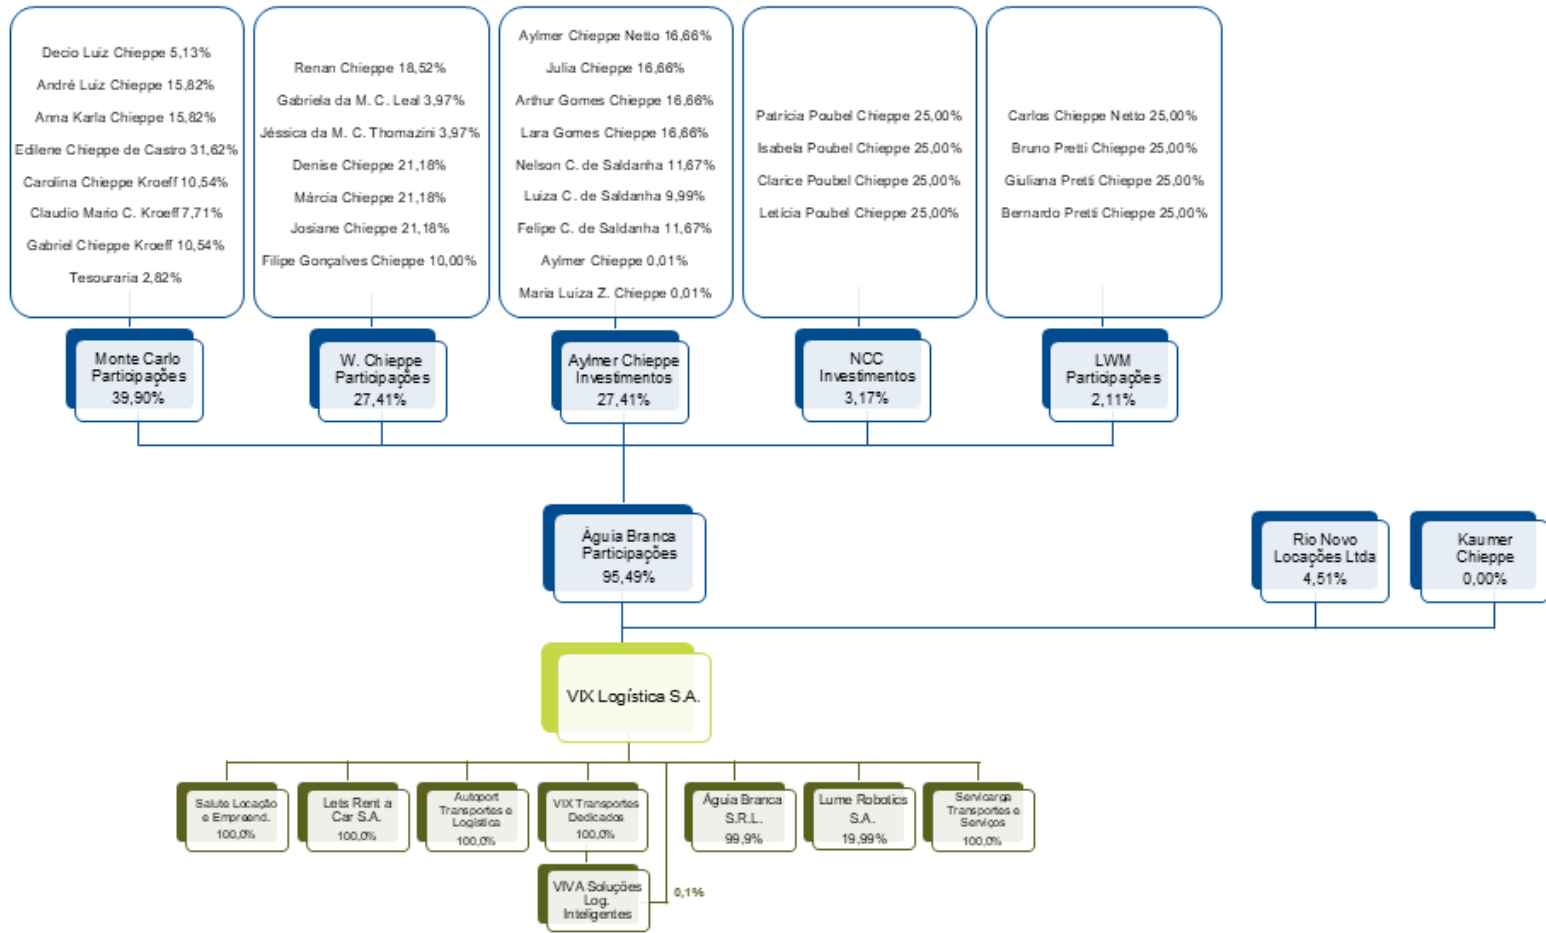 Decio Luiz Chieppe 5,13%
André Luiz Chieppe 15,82%
Anna Karla Chieppe 15,82%
Edilene Chieppe de Castro 31,62%
Carolina Chieppe Kroeff 10,54%
Claudio Mario C. Kroeff 7,71%
Gabriel Chieppe Kroeff 10,54%
Tesouraria 2,82%
Renan Chieppe 18,52%
Gabriela da M. C. Leal 3,97%
Jéssica da M. C. Thomazini 3,97%
Denise Chieppe 21,18%
Márcia Chieppe 21,18%
Josiane Chieppe 21,18%
Filipe Gonçalves Chieppe 10,00%
Aylmer Chieppe Netto 16,66%
Julia Chieppe 16,66%
Arthur Gomes Chieppe 16,66%
Lara Gomes Chieppe 16,66%
Nelson C. de Saldanha 11,67%
Luiza C. de Saldanha 9,99%
Felipe C. de Saldanha 11,67%
Aylmer Chieppe 0,01%
Maria Luiza Z. Chieppe 0,01%
Patrícia Poubel Chieppe 25,00%
Isabela Poubel Chieppe 25,00%
Clarice Poubel Chieppe 25,00%
Letícia Poubel Chieppe 25,00%
Carlos Chieppe Netto 25,00%
Bruno Pretti Chieppe 25,00%
Giuliana Pretti Chieppe 25,00%
Bernardo Pretti Chieppe 25,00%
Monte Carlo
Participações
39,90%
W. Chieppe
Participações
27,41%
Aylmer Chieppe
Investimentos
27,41%
NCC
Investimentos
3,17%
LWM
Participações
2,11%
Águia Branca
Participações
95,49%
Rio Novo
Locações Ltda
4,51%
Kaumer
Chieppe
0,00%
VIX Logística S.A.
Salute Locação
e Empreend.
100,0%
Lets Rent a
Car S.A.
100,0%
Autoport
Transportes e
Logística
100,0%
VIX Transportes
Dedicados
100,0%
Águia Branca
S.R.L.
99,9%
Lume Robotics
S.A.
19,99%
Servicarga
Transportes e
Serviços
100,0%
VIVA Soluções
Log.
Inteligentes
0,1%